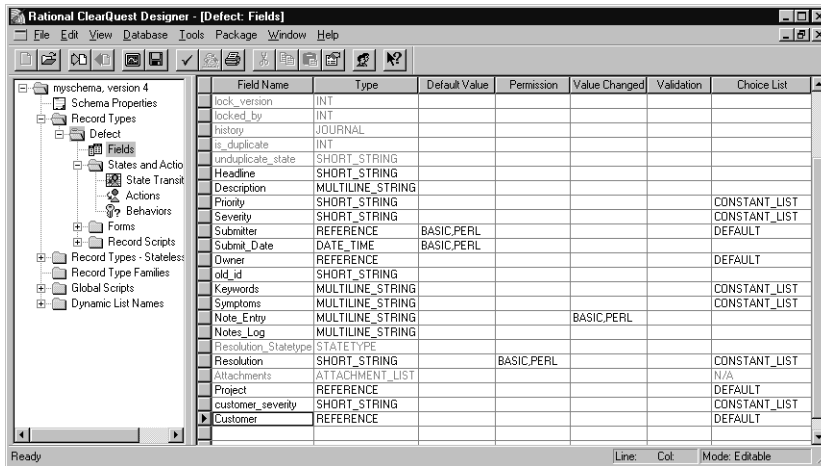 Rational ClearQuest Designer - [Defect: Fields]
File Edit View Database Tools Package Window Help
myschema, version 4
Schema Properties
Record Types
Defect
Fields
States and Actio
State Transit
Actions
Behaviors
Forms
Record Scripts
Record Types - Stateless
Record Type Families
Global Scripts
Dynamic List Names
Field Name Type Default Value Permission Value Changed Validation Choice List
lock_version INT
locked_by INT
history JOURNAL
is_duplicate INT
unduplicate_state SHORT_STRING
Headline SHORT_STRING
Description MULTILINE_STRING
Priority SHORT_STRING CONSTANT_LIST
Severity SHORT_STRING CONSTANT_LIST
Submitter REFERENCE BASIC,PERL DEFAULT
Submit_Date DATE_TIME BASIC,PERL
Owner REFERENCE DEFAULT
old_id SHORT_STRING
Keywords MULTILINE_STRING CONSTANT_LIST
Symptoms MULTILINE_STRING CONSTANT_LIST
Note_Entry MULTILINE_STRING BASIC,PERL
Notes_Log MULTILINE_STRING
Resolution_Statetype STATETYPE
Resolution SHORT_STRING BASIC,PERL CONSTANT_LIST
Attachments ATTACHMENT_LIST N/A
Project REFERENCE DEFAULT
customer_severity SHORT_STRING CONSTANT_LIST
Customer REFERENCE DEFAULT
Ready Line: Col: Mode: Editable